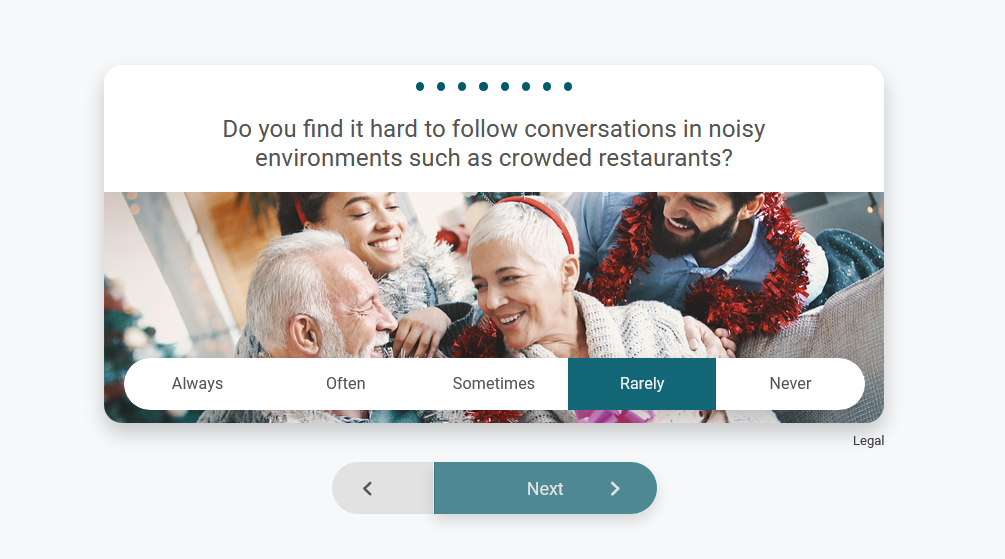 Do you find it hard to follow conversations in noisy
environments such as crowded restaurants?
Always Often Sometimes Rarely Never
Legal
Next